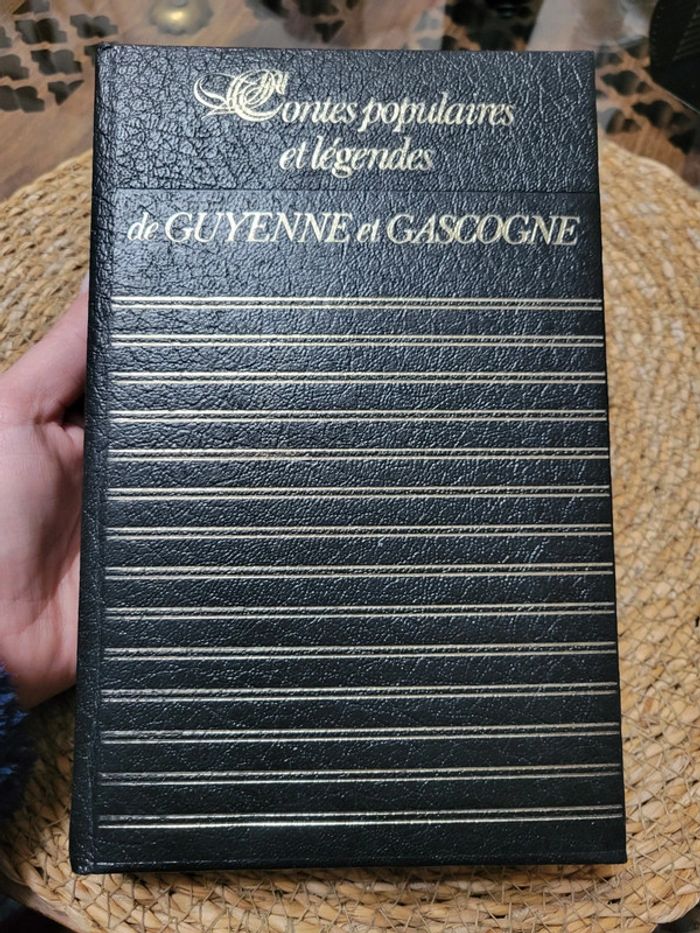 Contes populaires
et légendes
de GUYENNE et GASCOGNE